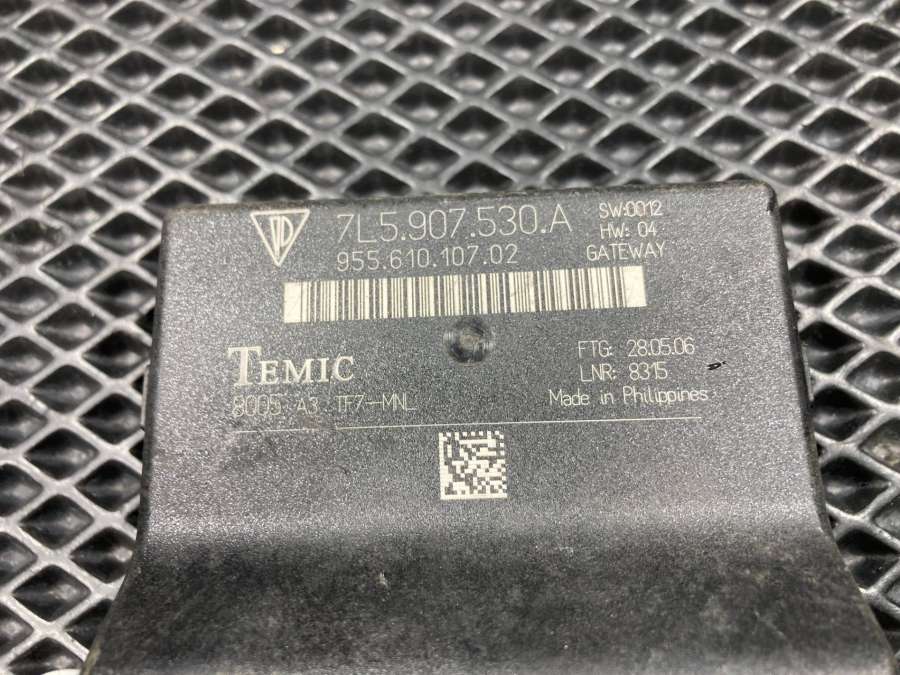 7L5.907.530.A
955.610.107.02
SW:0012
HW: 04
GATEWAY
TEMIC
8005 A3 TF7-MNL
FTG: 28.05.06
LNR: 8315
Made in Philippines